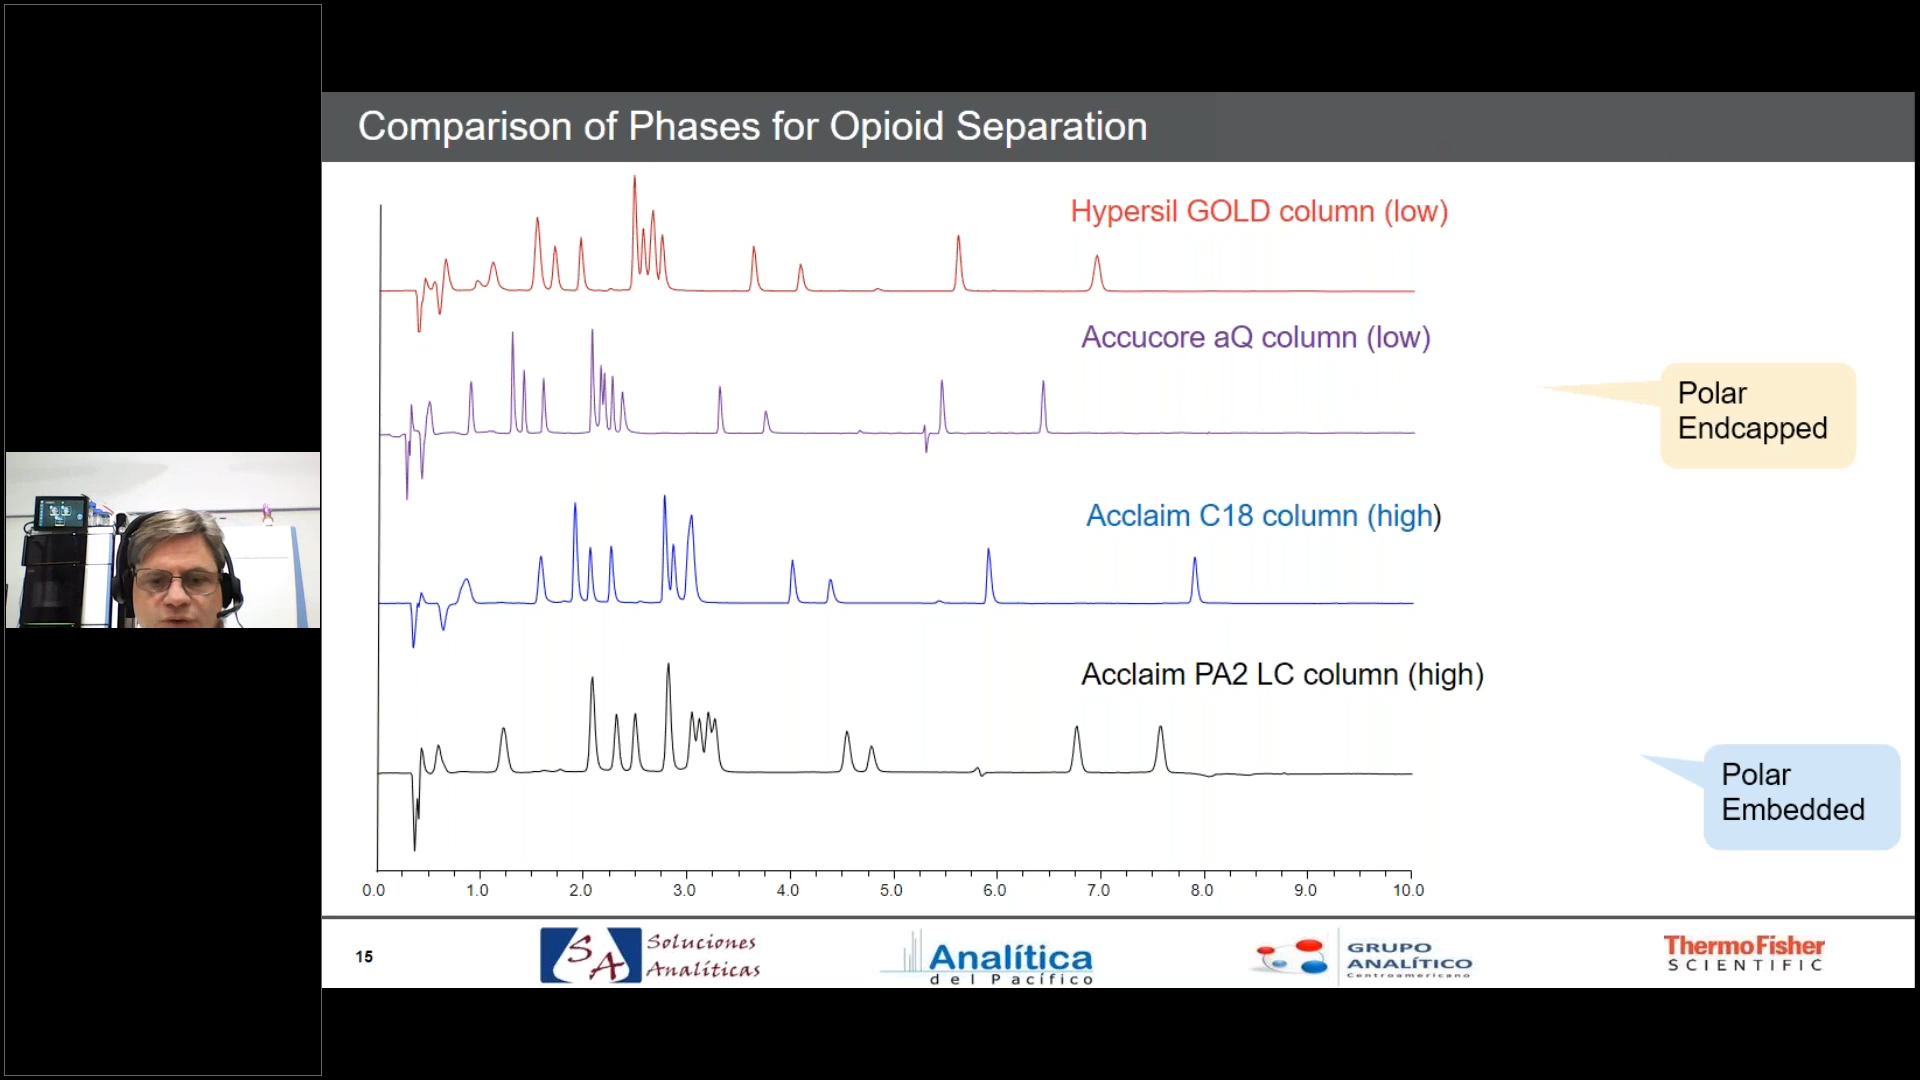 Comparison of Phases for Opioid Separation
Hypersil GOLD column (low)
Accucore aQ column (low)
Polar
Endcapped
Acclaim C18 column (high)
Acclaim PA2 LC column (high)
Polar
Embedded
0.0 1.0 2.0 3.0 4.0 5.0 6.0 7.0 8.0 9.0 10.0
15
SA
Soluciones
Analíticas
Analítica
del Pacífico
GRUPO
ANALÍTICO
Centroamericano
ThermoFisher
SCIENTIFIC